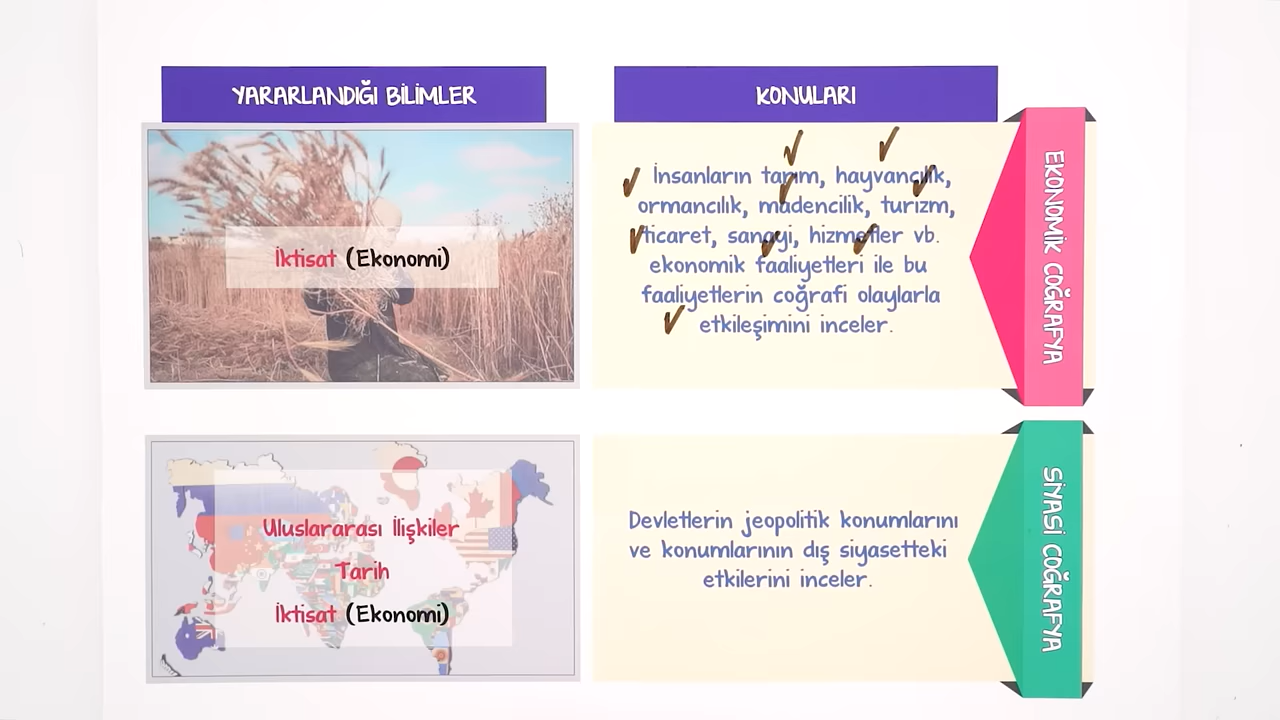 YARARLANDIĞI BİLİMLER
KONULARI
İktisat (Ekonomi)
İnsanların tarım, hayvancılık,
ormancılık, madencilik, turizm,
ticaret, sanayi, hizmetler vb.
ekonomik faaliyetleri ile bu
faaliyetlerin coğrafi olaylarla
etkileşimini inceler.
EKONOMİK COĞRAFYA
Uluslararası İlişkiler
Tarih
İktisat (Ekonomi)
Devletlerin jeopolitik konumlarını
ve konumlarının dış siyasetteki
etkilerini inceler.
SİYASİ COĞRAFYA